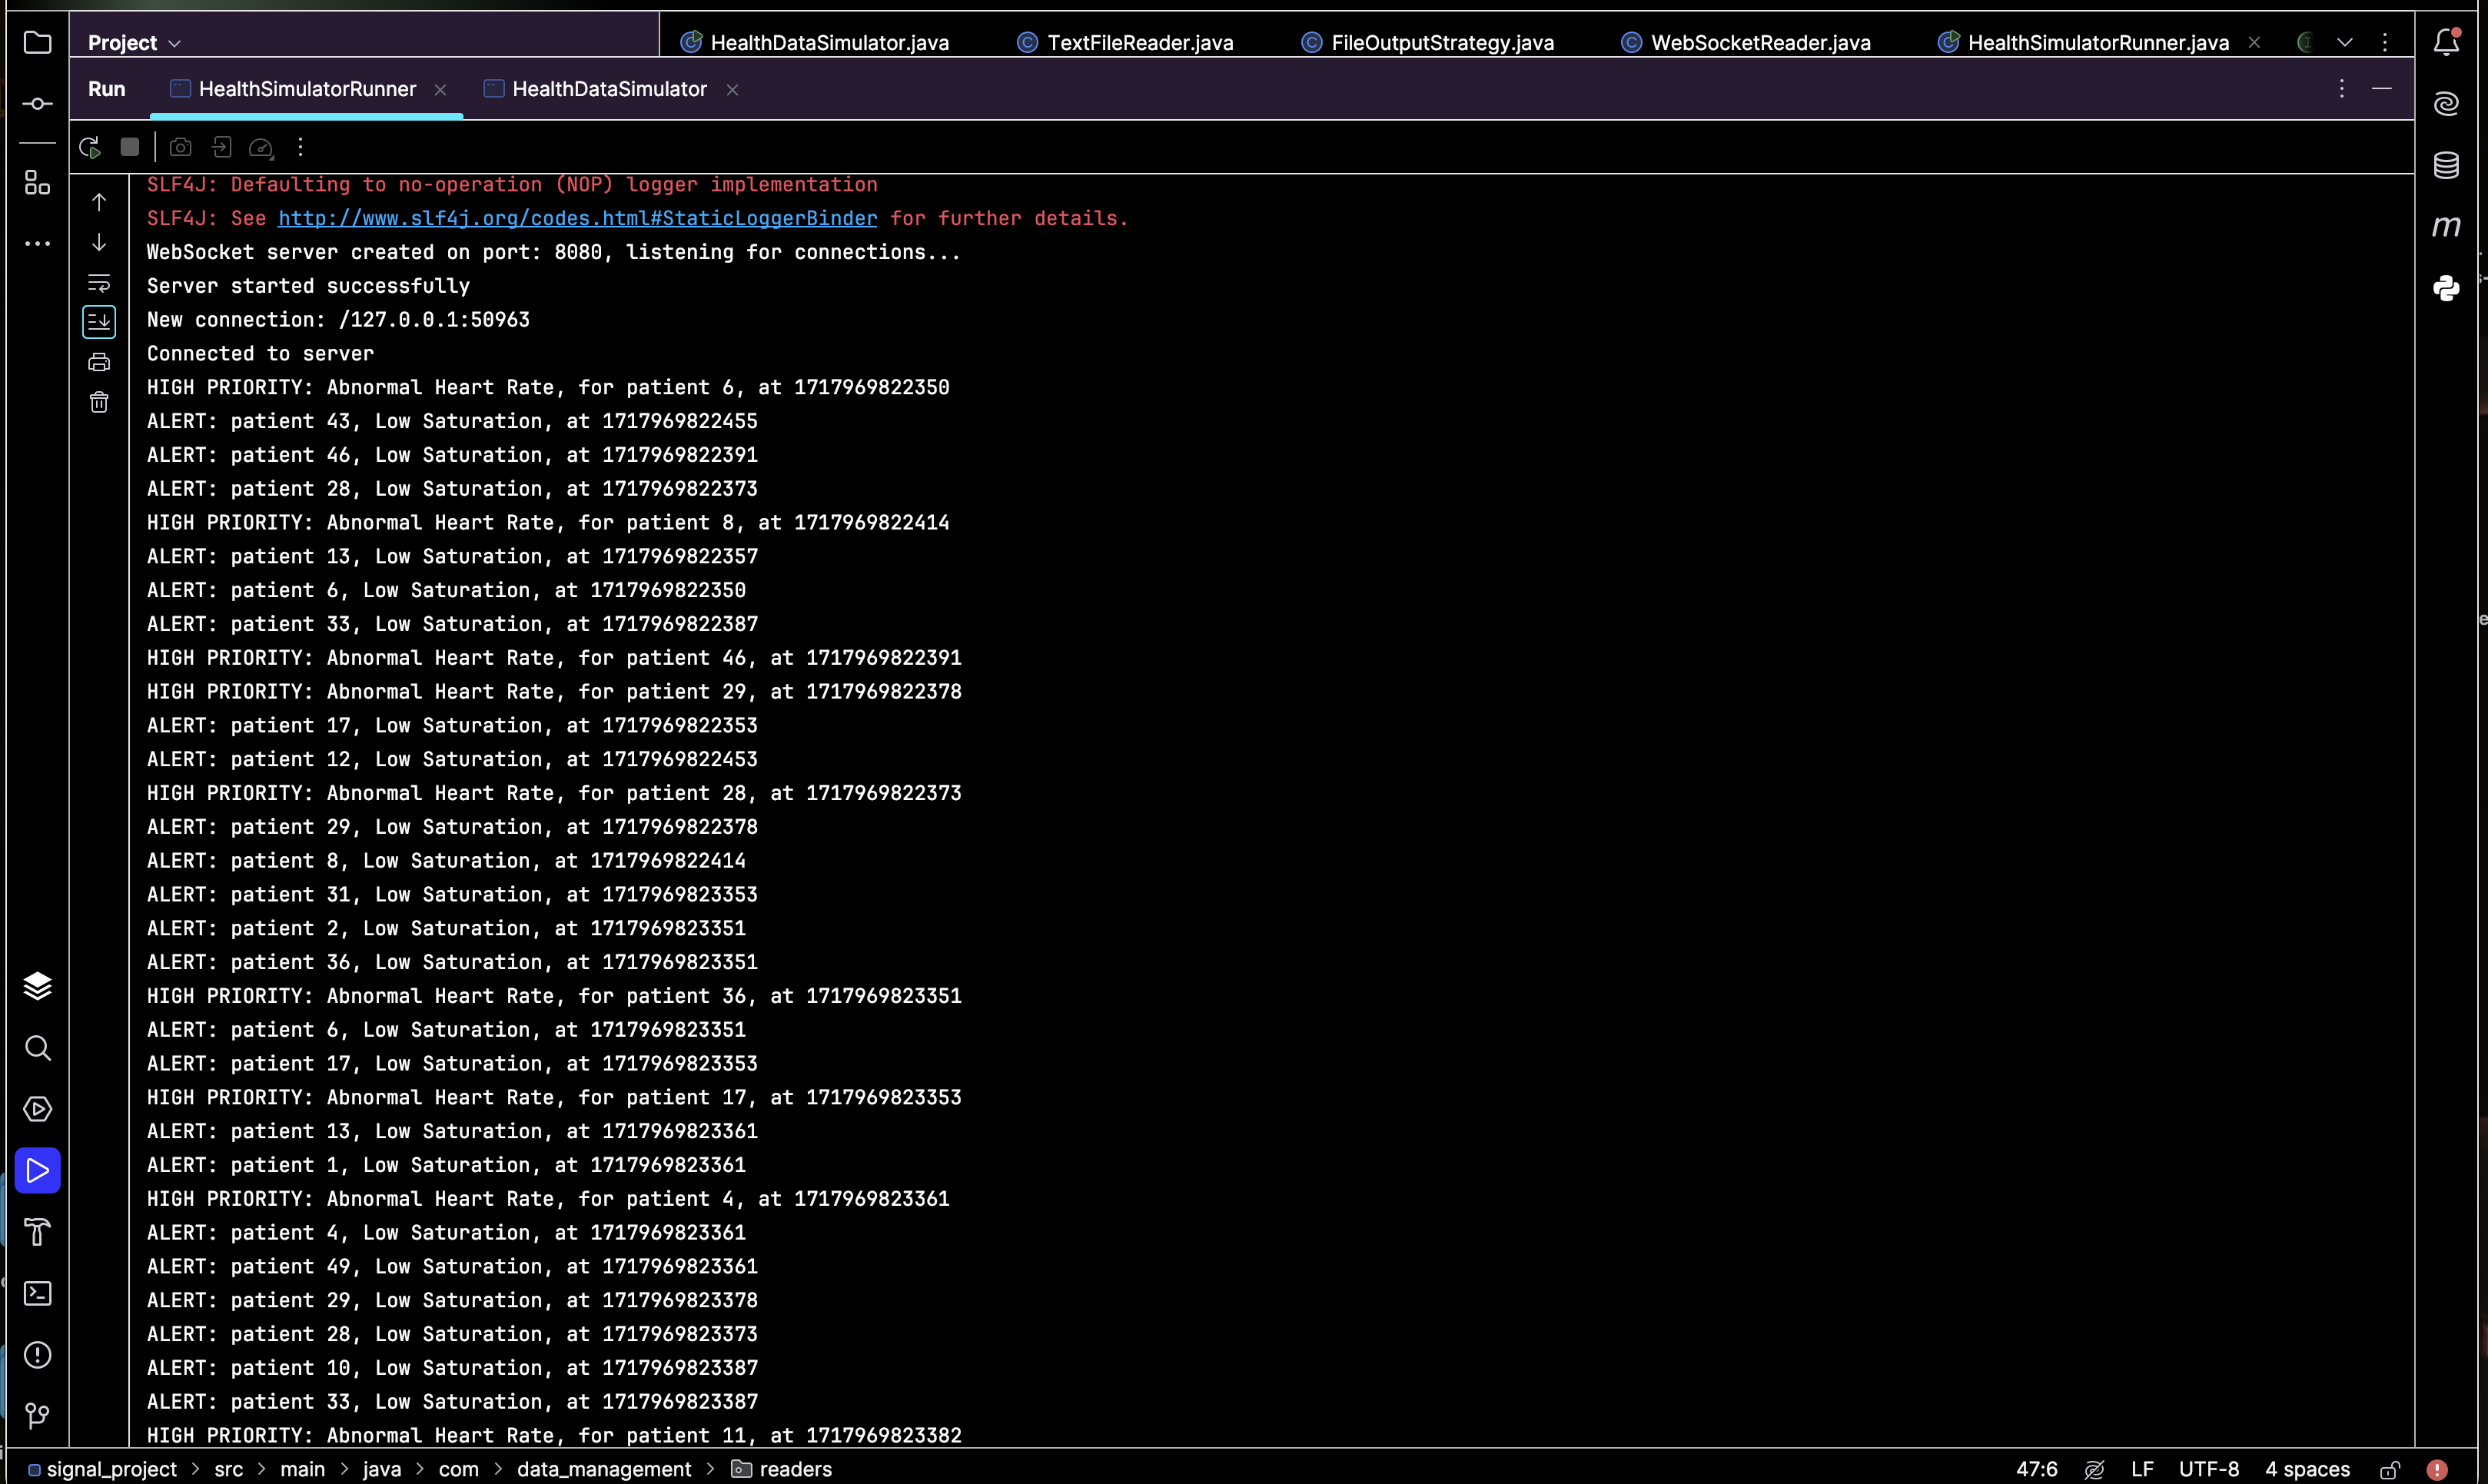 Project
HealthDataSimulator.java
TextFileReader.java
FileOutputStrategy.java
WebSocketReader.java
HealthSimulatorRunner.java
Run
HealthSimulatorRunner
HealthDataSimulator
SLF4J: Defaulting to no-operation (NOP) logger implementation
SLF4J: See http://www.slf4j.org/codes.html#StaticLoggerBinder for further details.
WebSocket server created on port: 8080, listening for connections...
Server started successfully
New connection: /127.0.0.1:50963
Connected to server
HIGH PRIORITY: Abnormal Heart Rate, for patient 6, at 1717969822350
ALERT: patient 43, Low Saturation, at 1717969822455
ALERT: patient 46, Low Saturation, at 1717969822391
ALERT: patient 28, Low Saturation, at 1717969822373
HIGH PRIORITY: Abnormal Heart Rate, for patient 8, at 1717969822414
ALERT: patient 13, Low Saturation, at 1717969822357
ALERT: patient 6, Low Saturation, at 1717969822350
ALERT: patient 33, Low Saturation, at 1717969822387
HIGH PRIORITY: Abnormal Heart Rate, for patient 46, at 1717969822391
HIGH PRIORITY: Abnormal Heart Rate, for patient 29, at 1717969822378
ALERT: patient 17, Low Saturation, at 1717969822353
ALERT: patient 12, Low Saturation, at 1717969822453
HIGH PRIORITY: Abnormal Heart Rate, for patient 28, at 1717969822373
ALERT: patient 29, Low Saturation, at 1717969822378
ALERT: patient 8, Low Saturation, at 1717969822414
ALERT: patient 31, Low Saturation, at 1717969823353
ALERT: patient 2, Low Saturation, at 1717969823351
ALERT: patient 36, Low Saturation, at 1717969823351
HIGH PRIORITY: Abnormal Heart Rate, for patient 36, at 1717969823351
ALERT: patient 6, Low Saturation, at 1717969823351
ALERT: patient 17, Low Saturation, at 1717969823353
HIGH PRIORITY: Abnormal Heart Rate, for patient 17, at 1717969823353
ALERT: patient 13, Low Saturation, at 1717969823361
ALERT: patient 1, Low Saturation, at 1717969823361
HIGH PRIORITY: Abnormal Heart Rate, for patient 4, at 1717969823361
ALERT: patient 4, Low Saturation, at 1717969823361
ALERT: patient 49, Low Saturation, at 1717969823361
ALERT: patient 29, Low Saturation, at 1717969823378
ALERT: patient 28, Low Saturation, at 1717969823373
ALERT: patient 10, Low Saturation, at 1717969823387
ALERT: patient 33, Low Saturation, at 1717969823387
HIGH PRIORITY: Abnormal Heart Rate, for patient 11, at 1717969823382
signal_project > src > main > java > com > data_management > readers
47:6 LF UTF-8 4 spaces